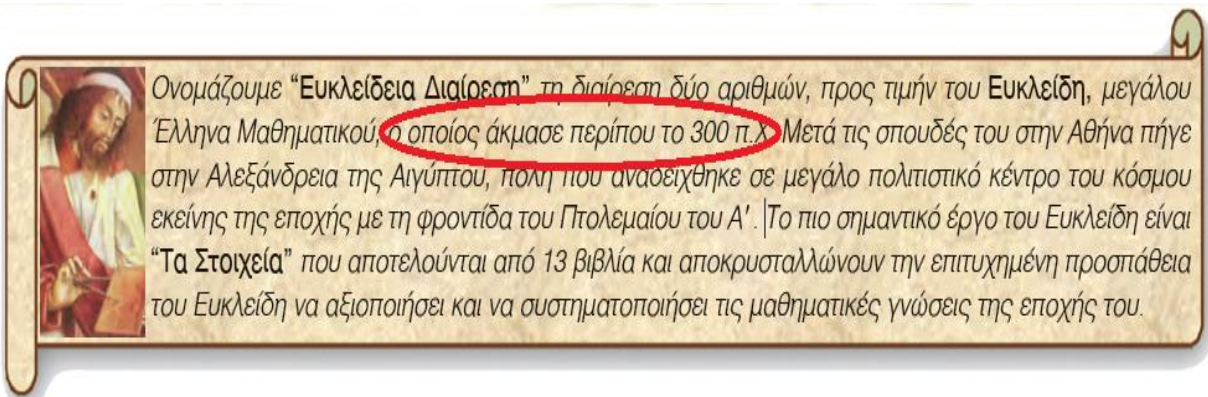 Ονομάζουμε “Ευκλείδεια Διαίρεση” τη διαίρεση δύο αριθμών, προς τιμήν του Ευκλείδη, μεγάλου
Έλληνα Μαθηματικού, ο οποίος άκμασε περίπου το 300 π.Χ. Μετά τις σπουδές του στην Αθήνα πήγε
στην Αλεξάνδρεια της Αιγύπτου, πόλη που αναδείχθηκε σε μεγάλο πολιτιστικό κέντρο του κόσμου
εκείνης της εποχής με τη φροντίδα του Πτολεμαίου του Α'. Το πιο σημαντικό έργο του Ευκλείδη είναι
“Τα Στοιχεία” που αποτελούνται από 13 βιβλία και αποκρυσταλλώνουν την επιτυχημένη προσπάθεια
του Ευκλείδη να αξιοποιήσει και να συστηματοποιήσει τις μαθηματικές γνώσεις της εποχής του.